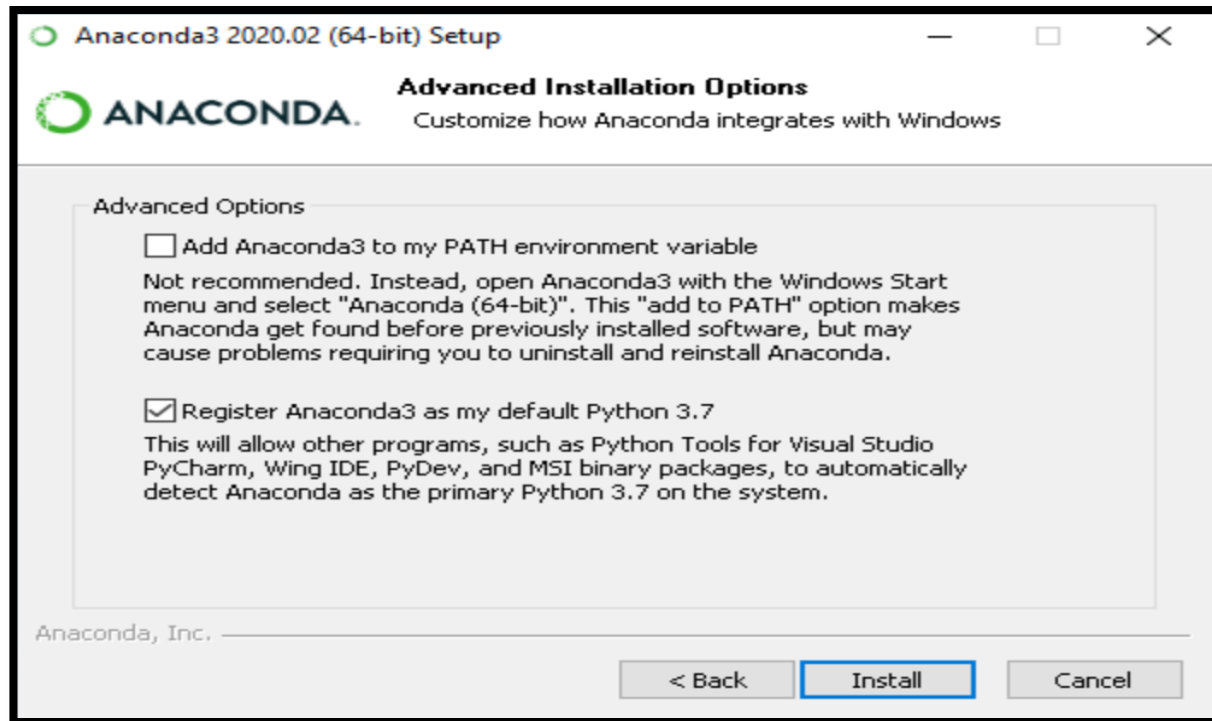 Anaconda3 2020.02 (64-bit) Setup
ANACONDA.
Advanced Installation Options
Customize how Anaconda integrates with Windows
Advanced Options
Add Anaconda3 to my PATH environment variable
Not recommended. Instead, open Anaconda3 with the Windows Start
menu and select "Anaconda (64-bit)". This "add to PATH" option makes
Anaconda get found before previously installed software, but may
cause problems requiring you to uninstall and reinstall Anaconda.
Register Anaconda3 as my default Python 3.7
This will allow other programs, such as Python Tools for Visual Studio
PyCharm, Wing IDE, PyDev, and MSI binary packages, to automatically
detect Anaconda as the primary Python 3.7 on the system.
Anaconda, Inc.
< Back
Install
Cancel